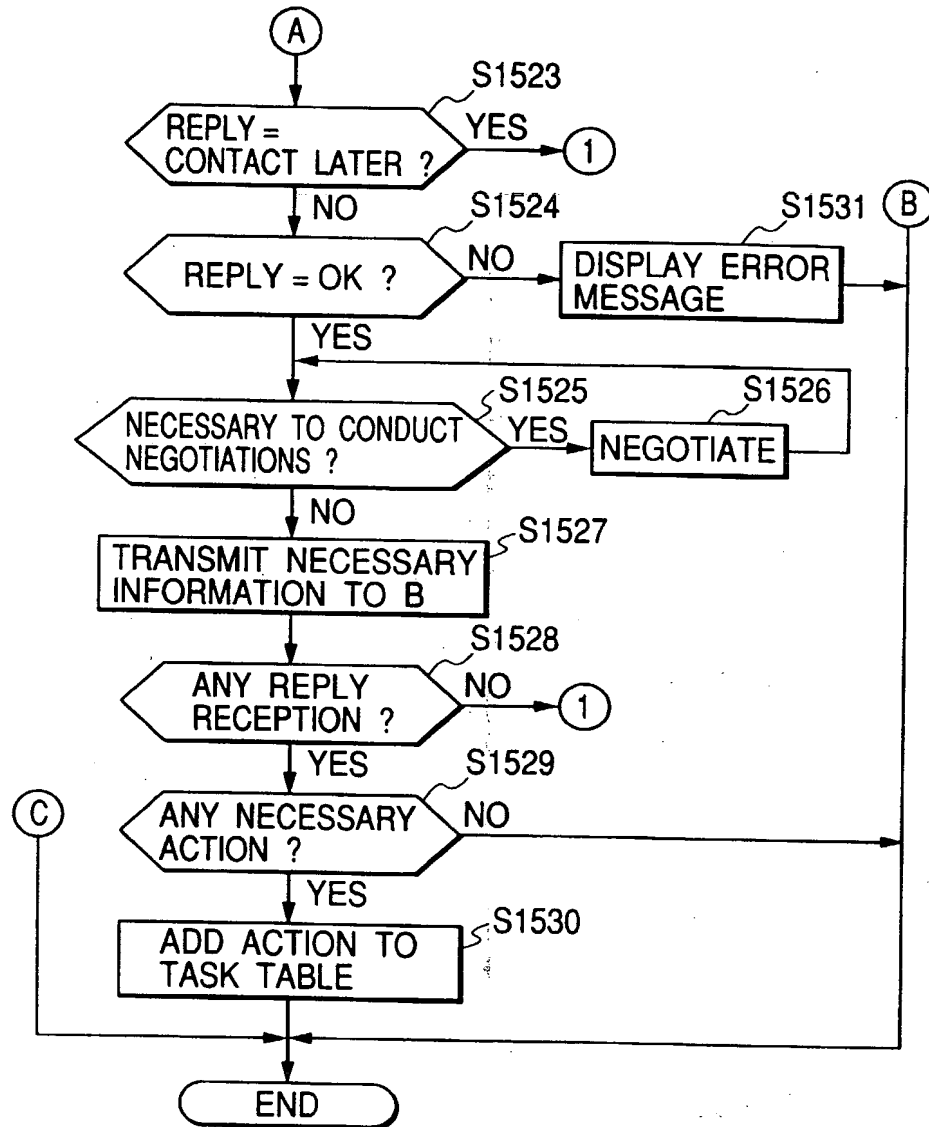 A
S1523
REPLY =
CONTACT LATER ?
YES
1
NO
S1524
S1531
B
REPLY = OK ?
NO
DISPLAY ERROR
MESSAGE
YES
S1525
S1526
NECESSARY TO CONDUCT
NEGOTIATIONS ?
YES
NEGOTIATE
NO
S1527
TRANSMIT NECESSARY
INFORMATION TO B
S1528
ANY REPLY
RECEPTION ?
NO
1
YES
S1529
C
ANY NECESSARY
ACTION ?
NO
YES
S1530
ADD ACTION TO
TASK TABLE
END